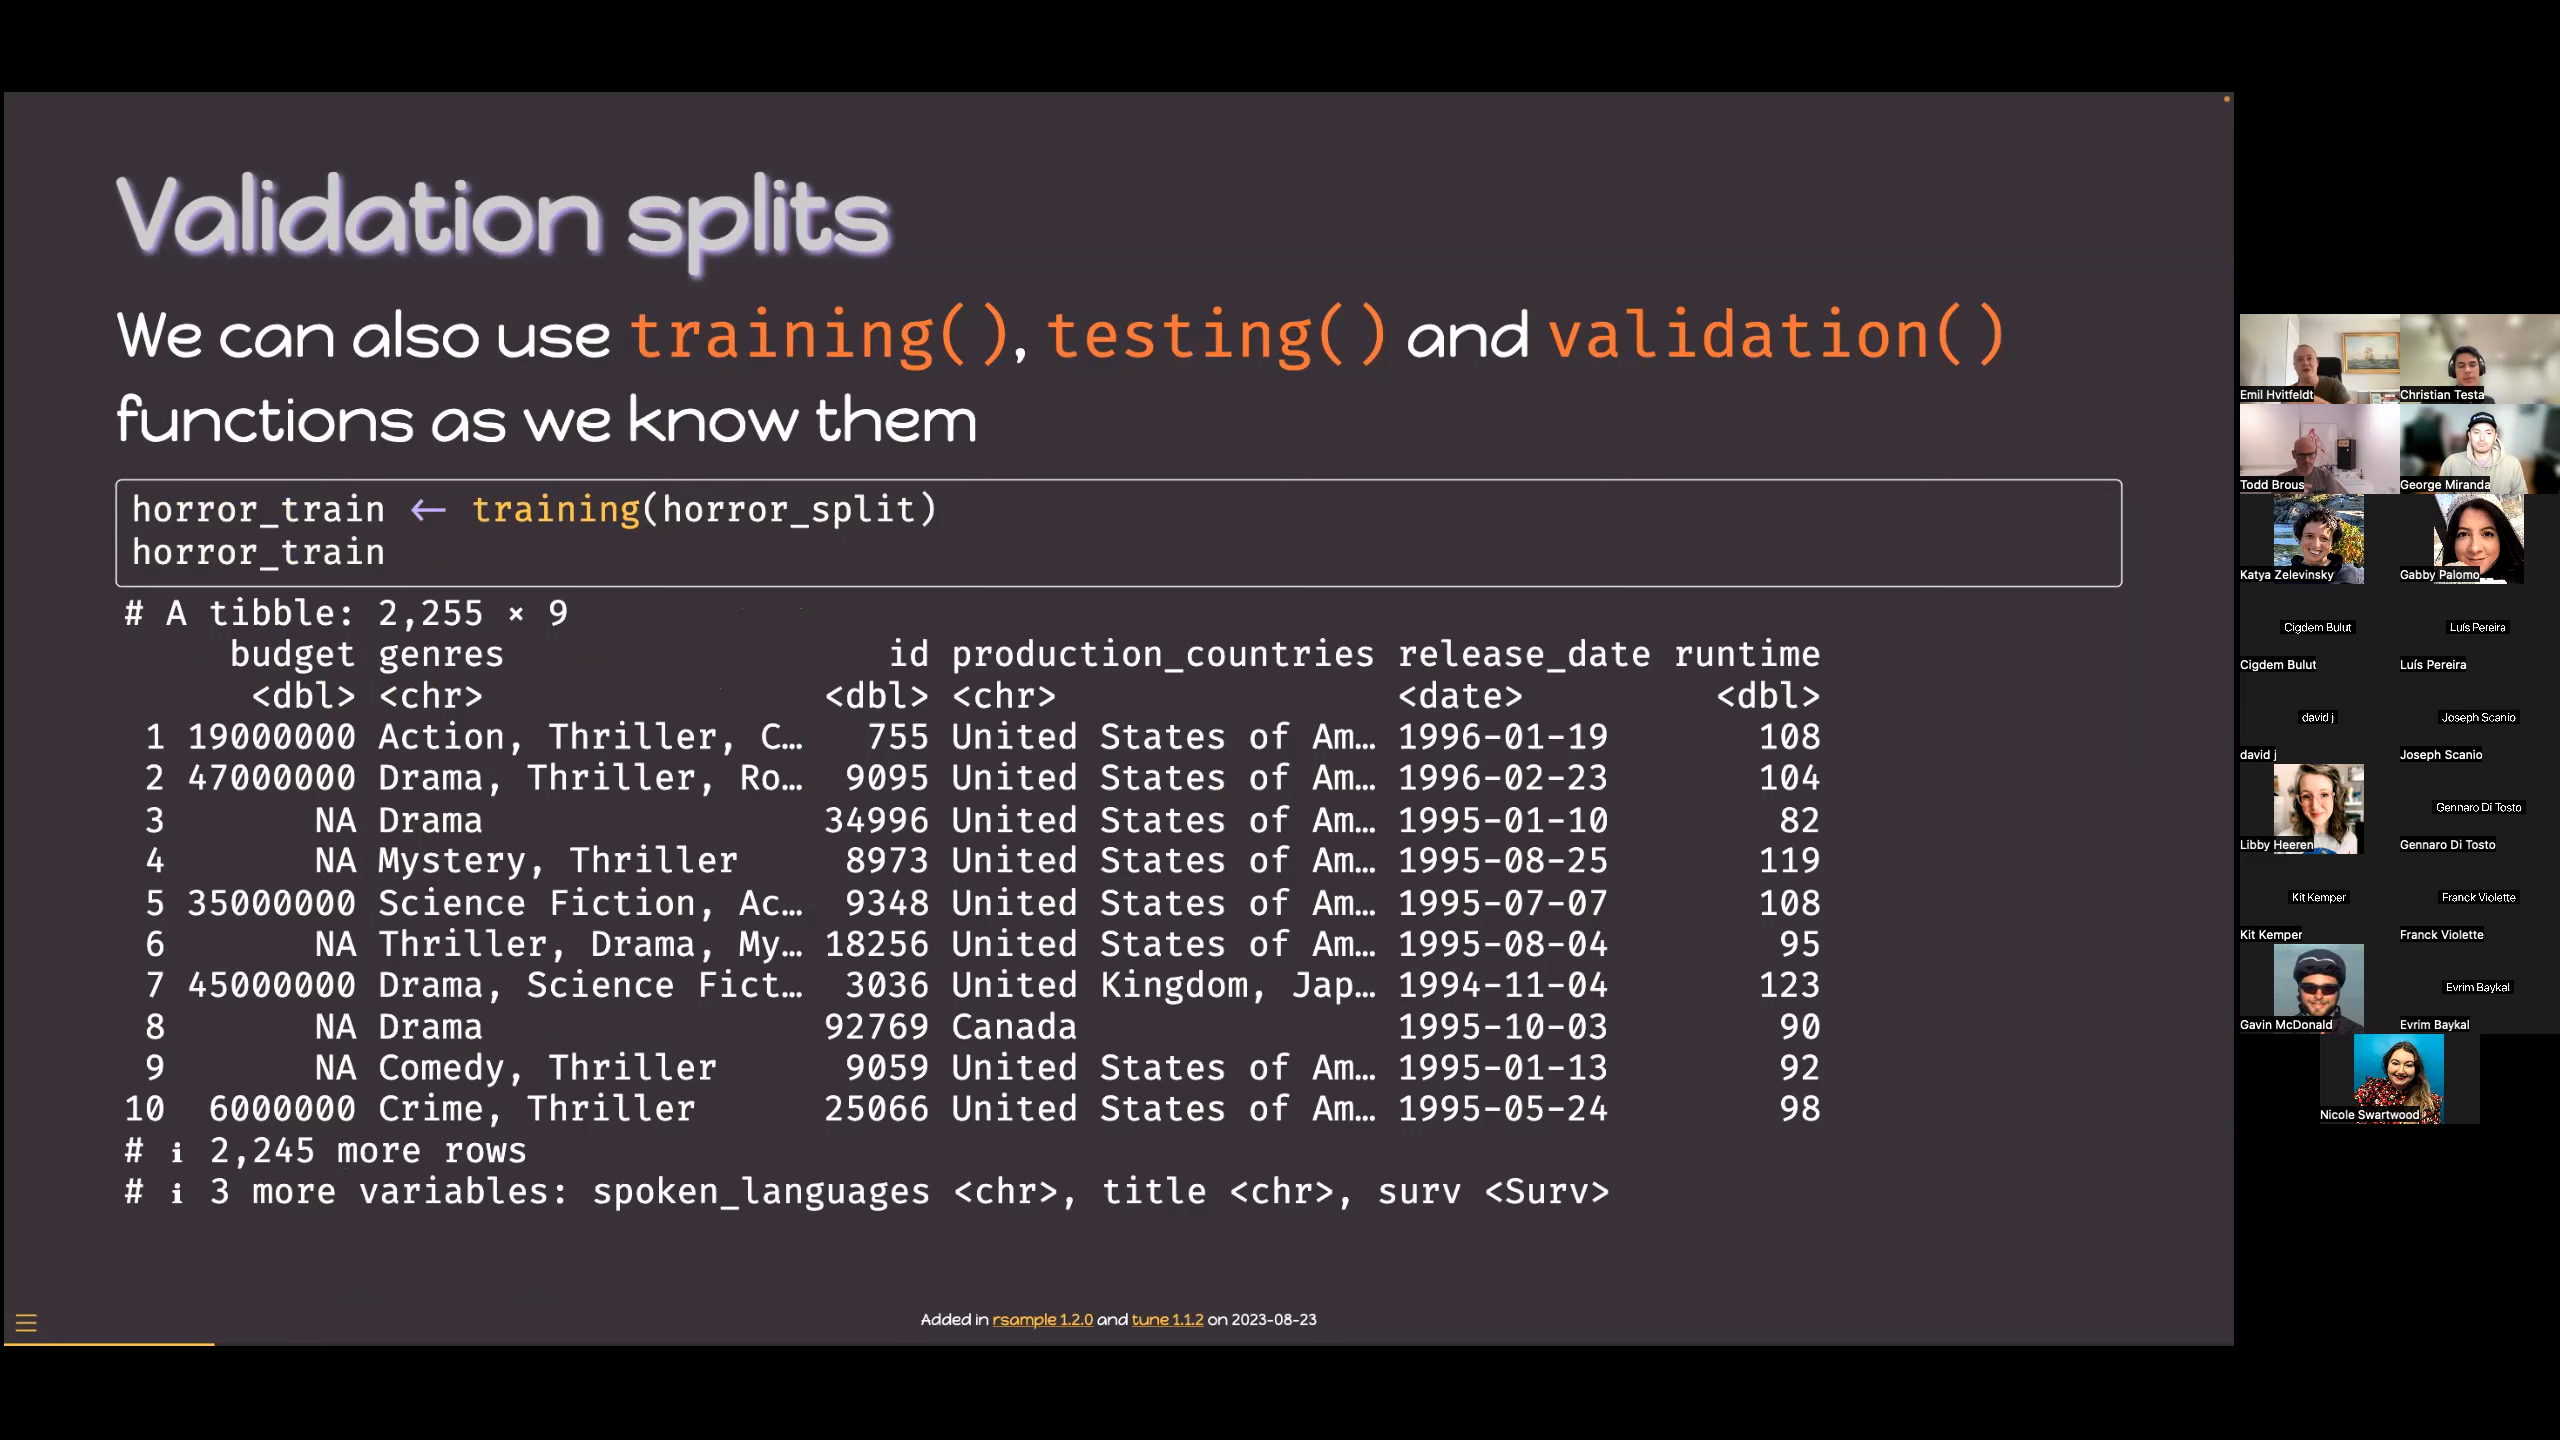 Validation splits
We can also use training(), testing() and validation()
functions as we know them
horror_train ← training(horror_split)
horror_train
# A tibble: 2,255 × 9
budget genres id production_countries release_date runtime
<dbl> <chr> <dbl> <chr> <date> <dbl>
1 19000000 Action, Thriller, C… 755 United States of Am… 1996-01-19 108
2 47000000 Drama, Thriller, Ro… 9095 United States of Am… 1996-02-23 104
3 NA Drama 34996 United States of Am… 1995-01-10 82
4 NA Mystery, Thriller 8973 United States of Am… 1995-08-25 119
5 35000000 Science Fiction, Ac… 9348 United States of Am… 1995-07-07 108
6 NA Thriller, Drama, My… 18256 United States of Am… 1995-08-04 95
7 45000000 Drama, Science Fict… 3036 United Kingdom, Jap… 1994-11-04 123
8 NA Drama 92769 Canada 1995-10-03 90
9 NA Comedy, Thriller 9059 United States of Am… 1995-01-13 92
10 6000000 Crime, Thriller 25066 United States of Am… 1995-05-24 98
# ℹ 2,245 more rows
# ℹ 3 more variables: spoken_languages <chr>, title <chr>, surv <Surv>
Added in rsample 1.2.0 and tune 1.1.2 on 2023-08-23
Emil Hvitfeldt
Christian Testa
Todd Brous
George Miranda
Katya Zelevinsky
Gabby Palomo
Cigdem Bulut
Luís Pereira
Cigdem Bulut
Luís Pereira
david j
Joseph Scanio
david j
Joseph Scanio
Gennaro Di Tosto
Libby Heeren
Gennaro Di Tosto
Kit Kemper
Franck Violette
Kit Kemper
Franck Violette
Evrim Baykal
Gavin McDonald
Evrim Baykal
Nicole Swartwood